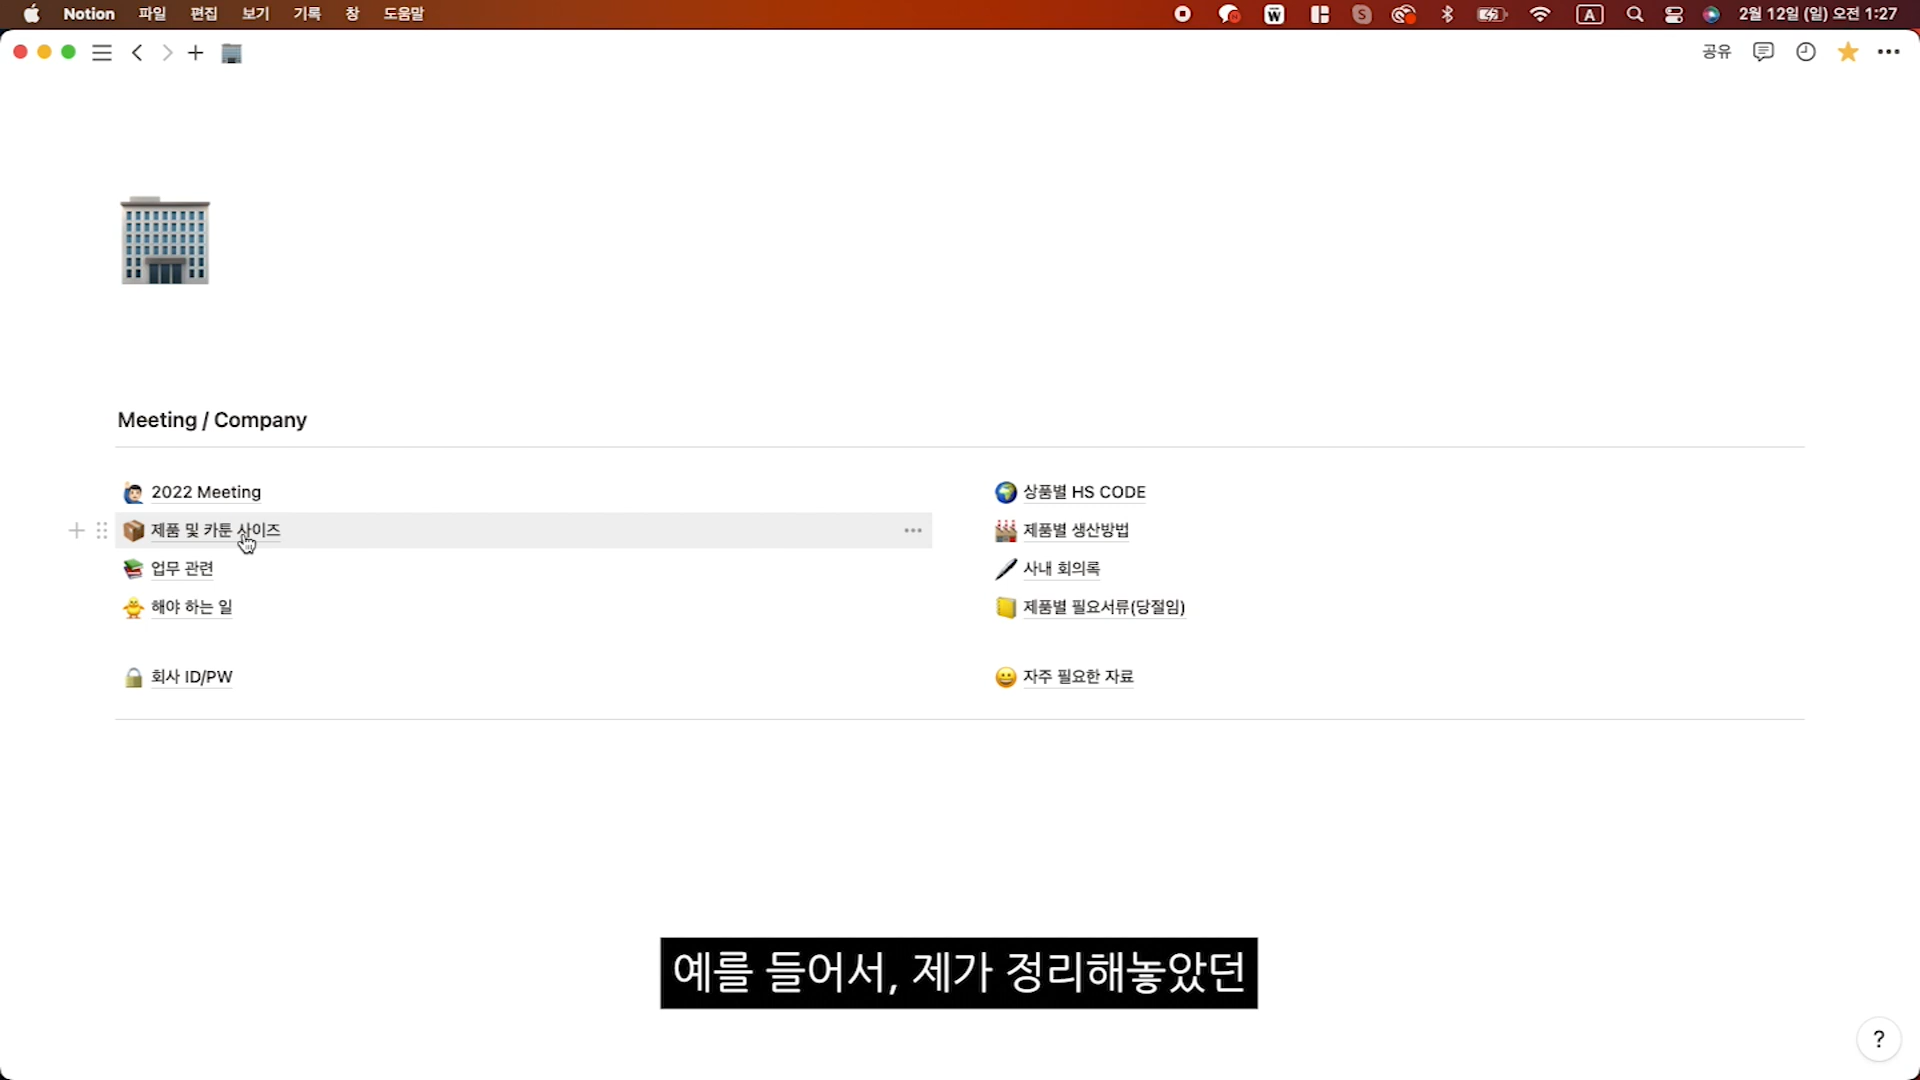 Notion 파일 편집 보기 기록 창 도움말 2월 12일 (일) 오전 1:27
공유
Meeting / Company
2022 Meeting
제품 및 카툰 사이즈
업무 관련
해야 하는 일
회사 ID/PW
상품별 HS CODE
제품별 생산방법
사내 회의록
제품별 필요서류(당절임)
자주 필요한 자료
예를 들어서, 제가 정리해놓았던
?